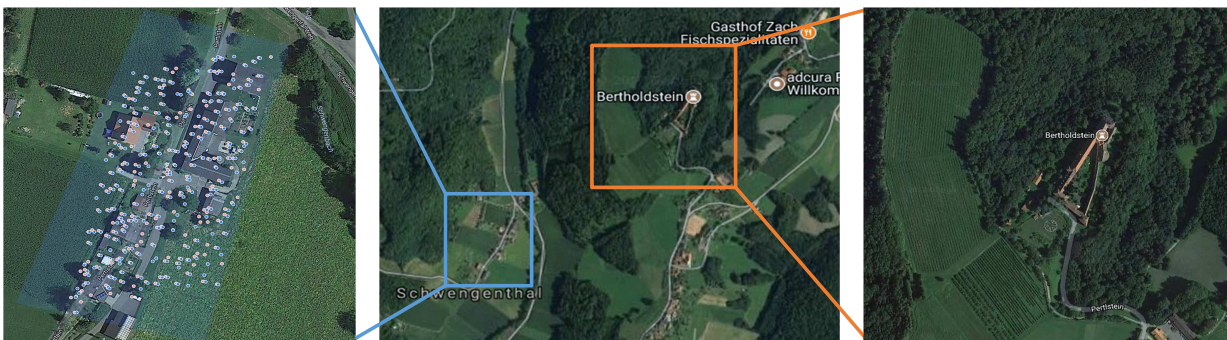 Gasthof Zach
Fischspezialitäten
adcura P
Willkom
Bertholdstein
Schwengenthal
Bertholdstein
Pertlstein